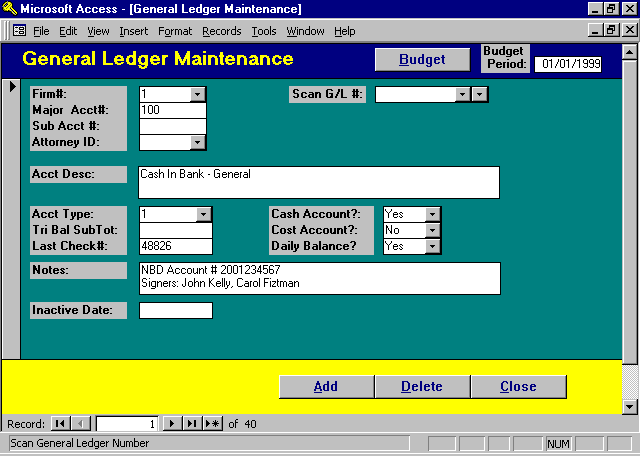 Microsoft Access - [General Ledger Maintenance]
File Edit View Insert Format Records Tools Window Help
General Ledger Maintenance Budget Budget Period: 01/01/1999
Firm#: 1 Scan G/L #:
Major Acct#: 100
Sub Acct #:
Attorney ID:
Acct Desc: Cash In Bank - General
Acct Type: 1 Cash Account?: Yes
Tri Bal SubTot: Cost Account?: No
Last Check#: 48826 Daily Balance? Yes
Notes: NBD Account # 2001234567
Signers: John Kelly, Carol Fiztman
Inactive Date:
Add Delete Close
Record: 1 of 40
Scan General Ledger Number NUM